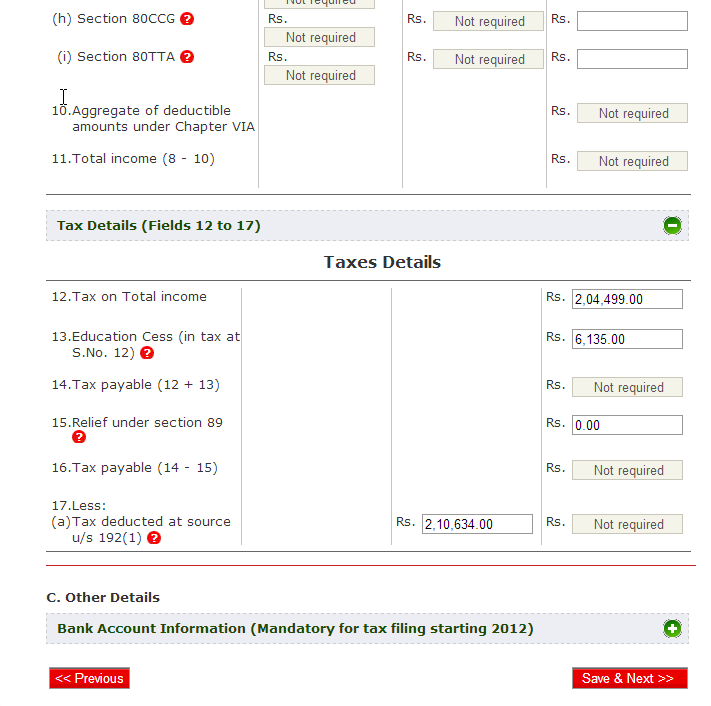 Not required
(h) Section 80CCG ? Rs. Rs. Not required Rs.
Not required
(i) Section 80TTA ? Rs. Rs. Not required Rs.
Not required
10.Aggregate of deductible Rs. Not required
amounts under Chapter VIA
11.Total income (8 - 10) Rs. Not required
Tax Details (Fields 12 to 17)
Taxes Details
12.Tax on Total income Rs. 2,04,499.00
13.Education Cess (in tax at Rs. 6,135.00
S.No. 12) ?
14.Tax payable (12 + 13) Rs. Not required
15.Relief under section 89 Rs. 0.00
?
16.Tax payable (14 - 15) Rs. Not required
17.Less:
(a)Tax deducted at source Rs. 2,10,634.00 Rs. Not required
u/s 192(1) ?
C. Other Details
Bank Account Information (Mandatory for tax filing starting 2012)
<< Previous Save & Next >>